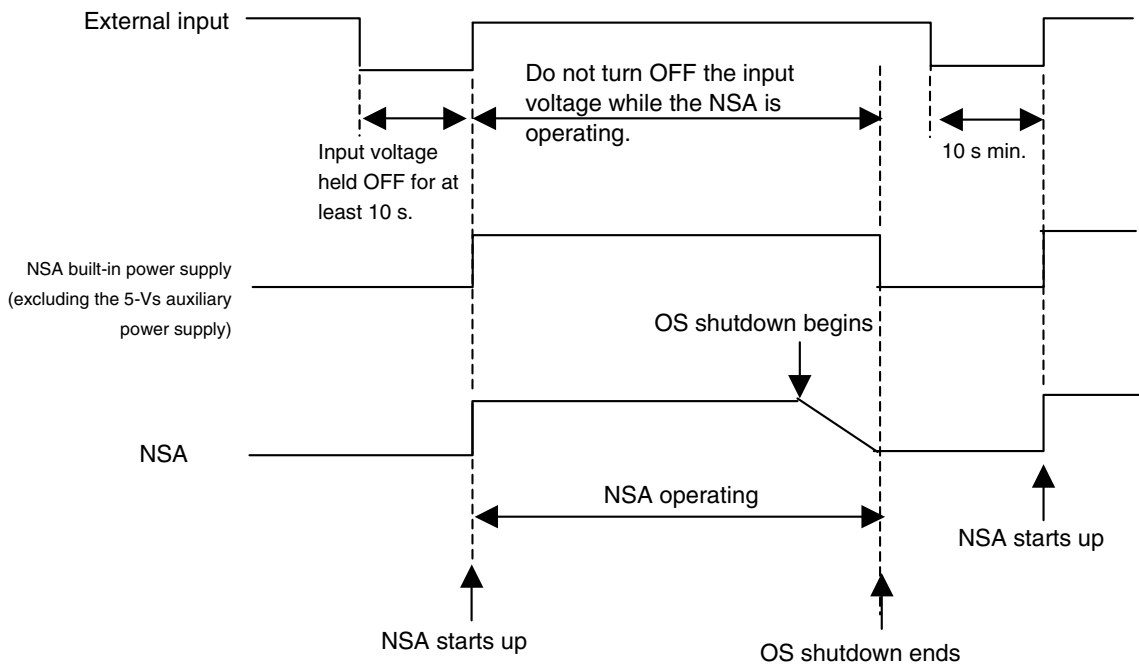 External input
Do not turn OFF the input
voltage while the NSA is
operating.
Input voltage
held OFF for at
least 10 s.
10 s min.
NSA built-in power supply
(excluding the 5-Vs auxiliary
power supply)
OS shutdown begins
NSA
NSA operating
NSA starts up
NSA starts up
OS shutdown ends